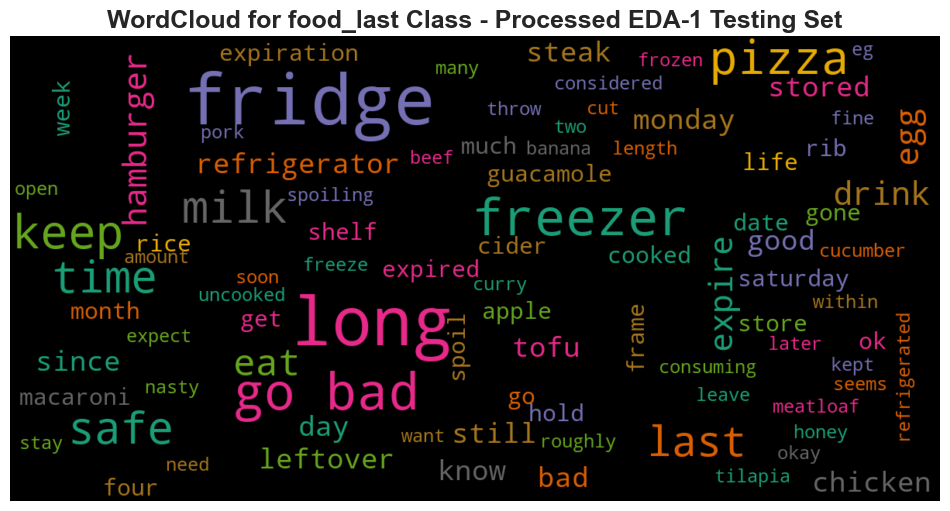 WordCloud for food_last Class - Processed EDA-1 Testing Set
expiration
steak
frozen
pizza
eg
week
hamburger
fridge
many
considered
stored
throw
cut
monday
fine
egg
pork
two
refrigerator
beef
much
banana
length
life
rib
open
milk
spoiling
guacamole
drink
keep
rice
shelf
freezer
date
gone
amount
cider
cooked
good
cucumber
time
soon
freeze
expired
expire
saturday
uncooked
curry
within
month
get
long
apple
frame
store
refrigerated
expect
spoil
tofu
later
ok
since
eat
consuming
kept
macaroni
nasty
go bad
go
leave
seems
safe
day
hold
meatloaf
stay
want
still
roughly
last
honey
need
leftover
know
bad
okay
four
tilapia
chicken